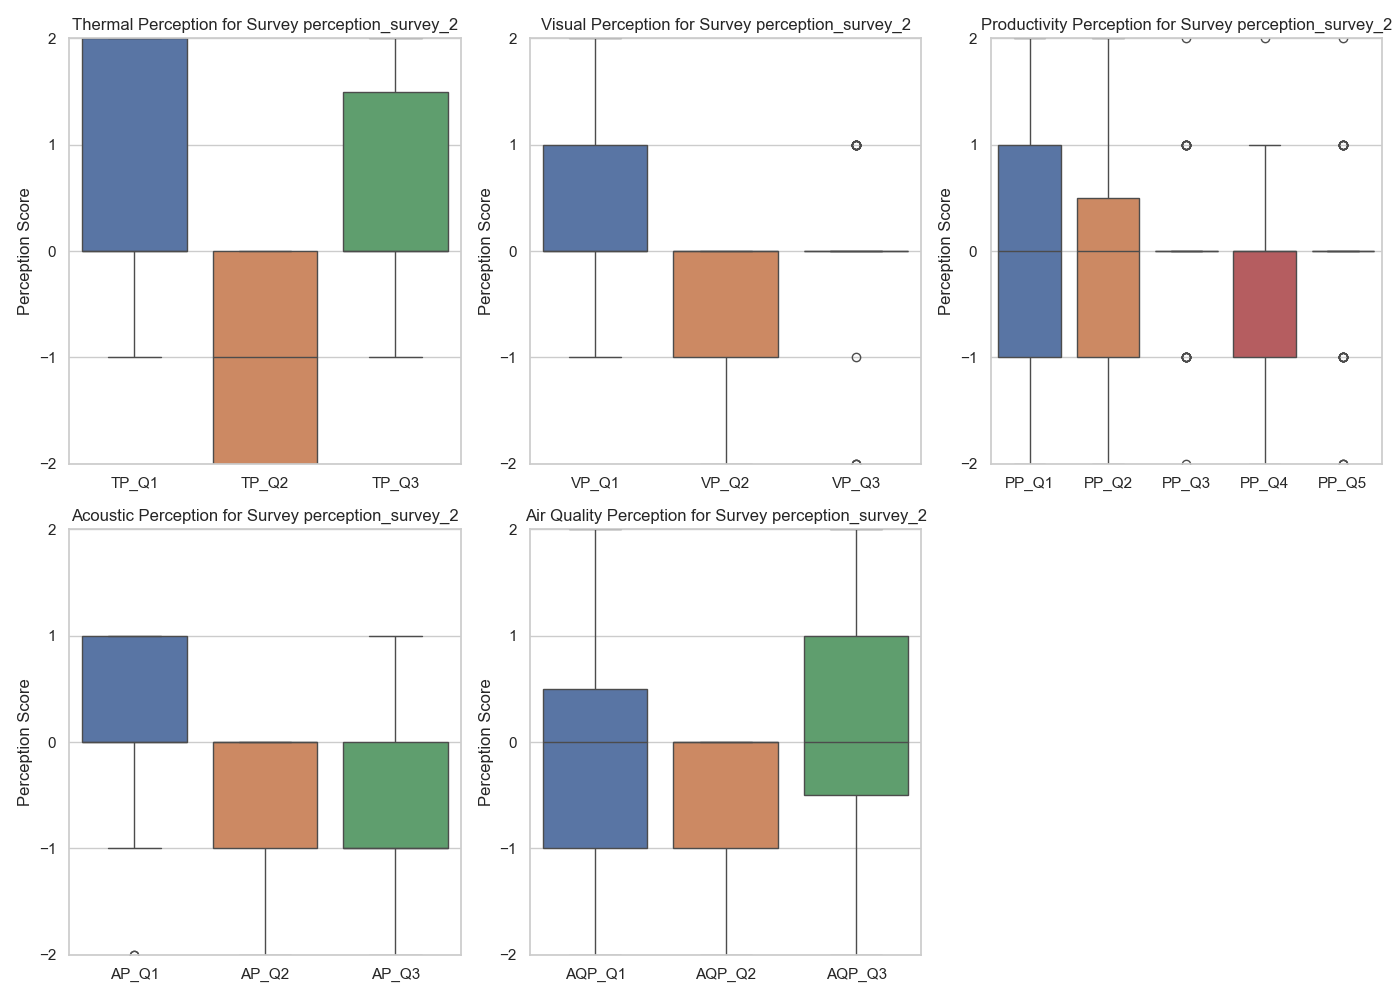 Thermal Perception for Survey perception_survey_2
Perception Score
2
1
0
−1
−2
TP_Q1 TP_Q2 TP_Q3
Visual Perception for Survey perception_survey_2
Perception Score
2
1
0
−1
−2
VP_Q1 VP_Q2 VP_Q3
Productivity Perception for Survey perception_survey_2
Perception Score
2
1
0
−1
−2
PP_Q1 PP_Q2 PP_Q3 PP_Q4 PP_Q5
Acoustic Perception for Survey perception_survey_2
Perception Score
2
1
0
−1
−2
AP_Q1 AP_Q2 AP_Q3
Air Quality Perception for Survey perception_survey_2
Perception Score
2
1
0
−1
−2
AQP_Q1 AQP_Q2 AQP_Q3